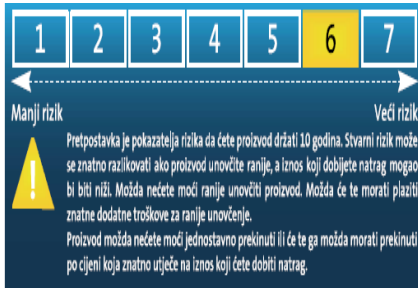 1 2 3 4 5 6 7
Manji rizik Veći rizik
Pretpostavka je pokazatelja rizika da ćete proizvod držati 10 godina. Stvarni rizik može
se znatno razlikovati ako proizvod unovčite ranije, a iznos koji dobijete natrag mogao
bi biti niži. Možda nećete moći ranije unovčiti proizvod. Možda će te morati plaziti
znatne dodatne troškove za ranije unovčenje.
Proizvod možda nećete moći jednostavno prekinuti ili će te ga možda morati prekinuti
po cijeni koja znatno utječe na iznos koji ćete dobiti natrag.